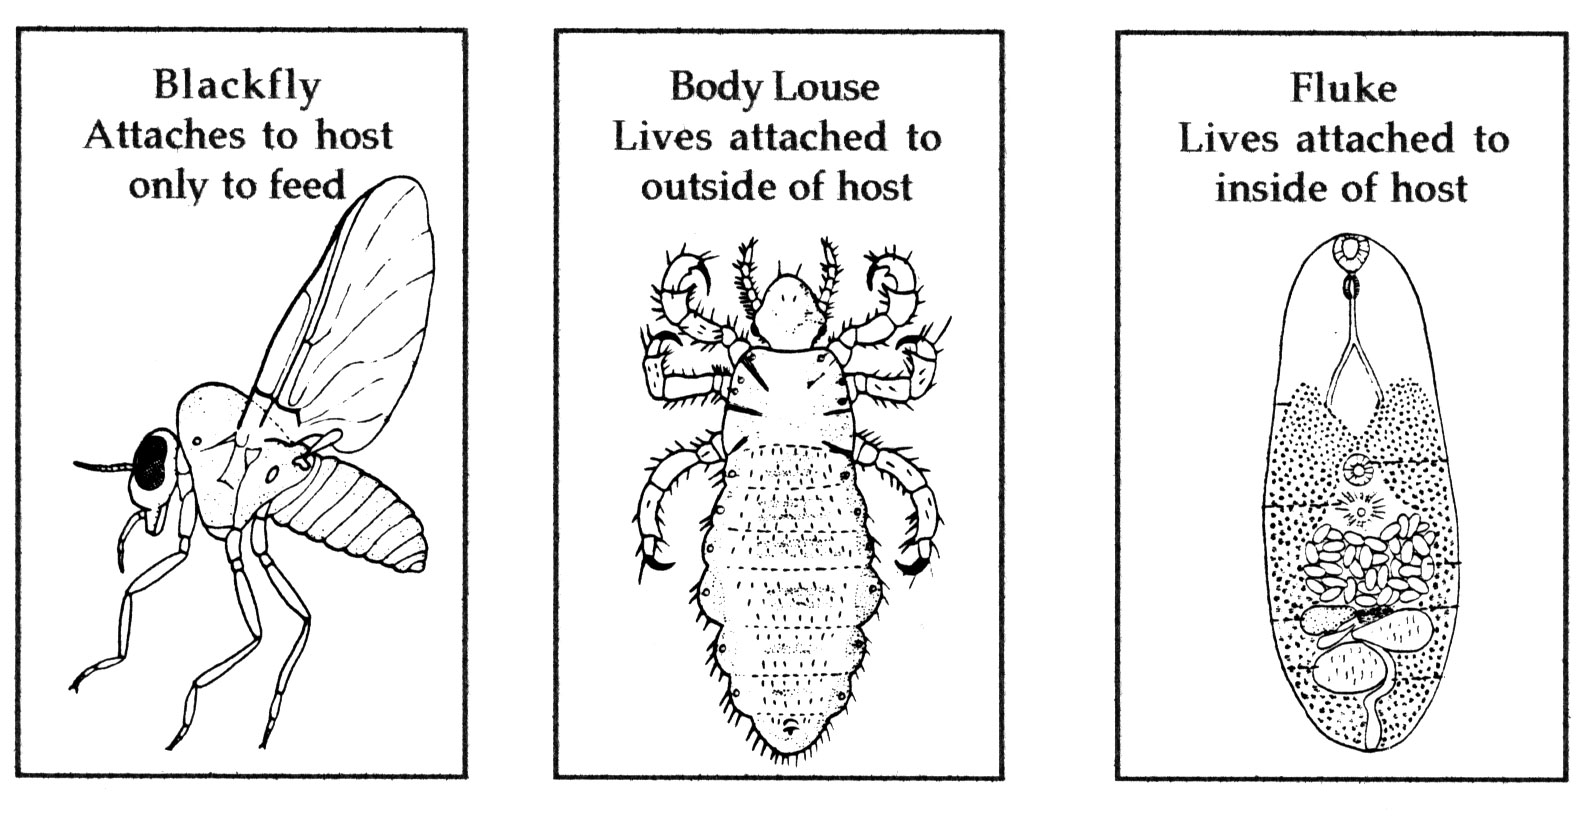 Blackfly
Attaches to host
only to feed
Body Louse
Lives attached to
outside of host
Fluke
Lives attached to
inside of host